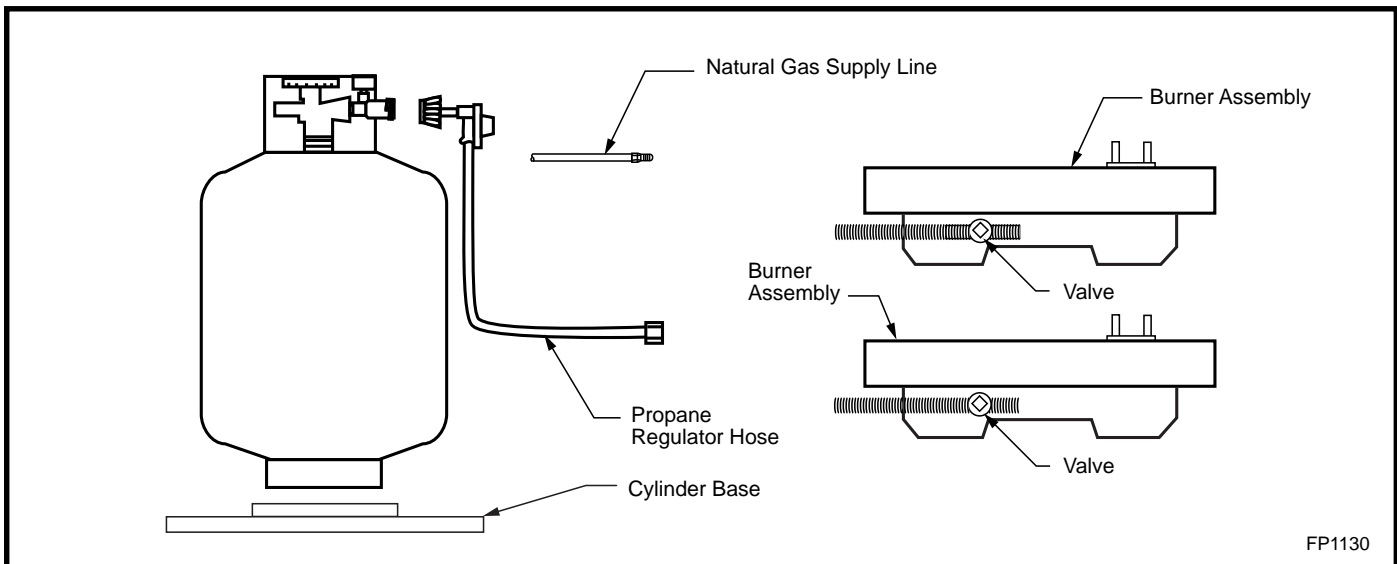 Natural Gas Supply Line
Burner Assembly
Burner
Assembly
Valve
Propane
Regulator Hose
Valve
Cylinder Base
FP1130